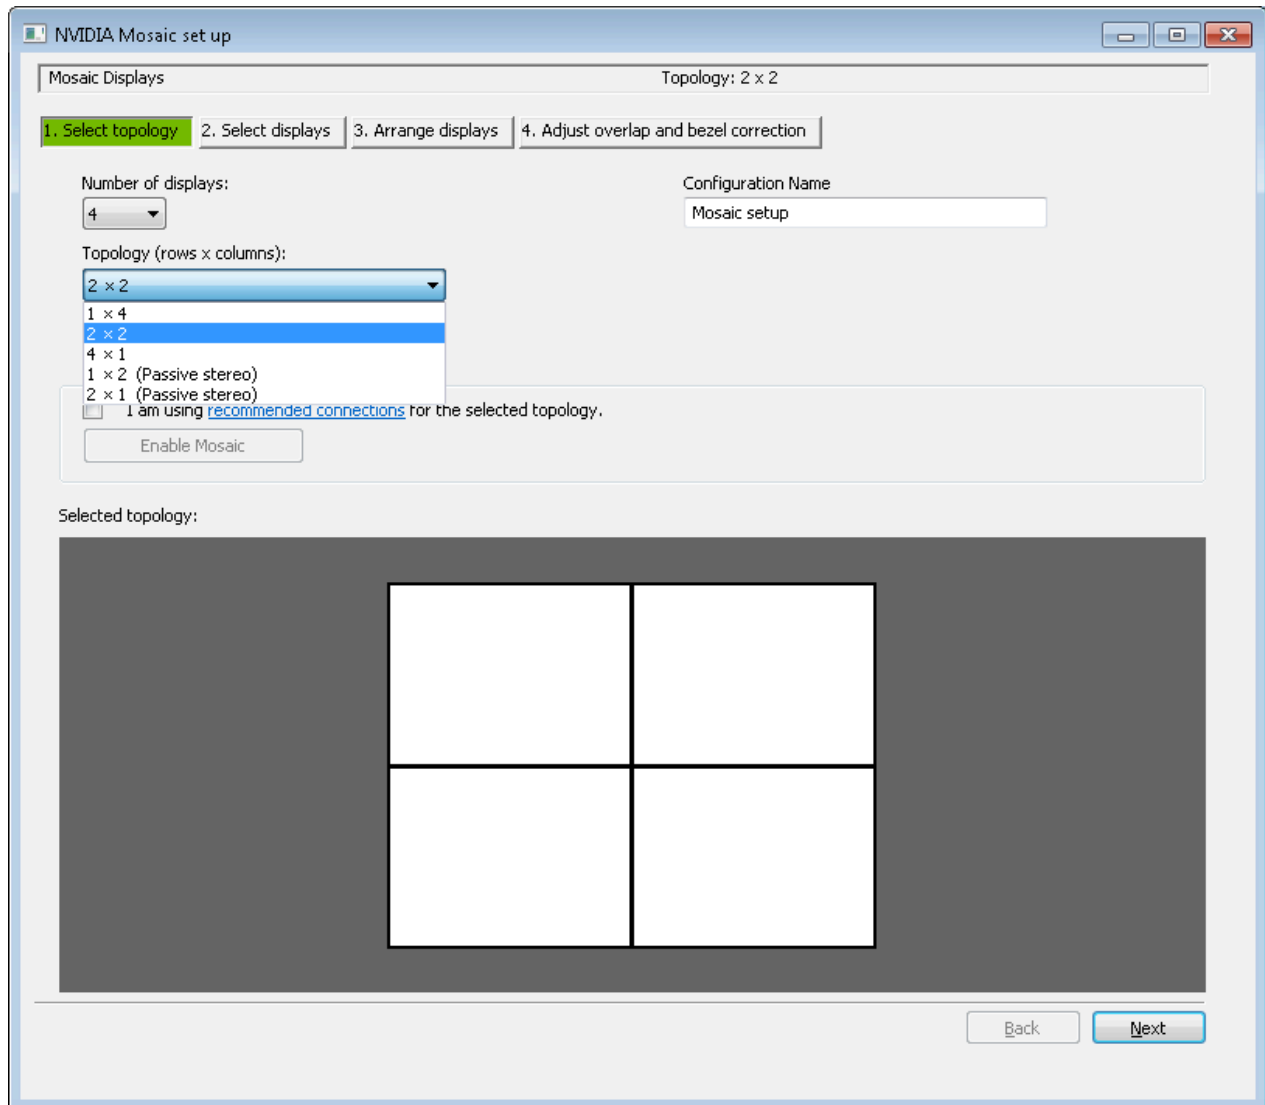 NVIDIA Mosaic set up
Mosaic Displays Topology: 2 x 2
1. Select topology 2. Select displays 3. Arrange displays 4. Adjust overlap and bezel correction
Number of displays: Configuration Name
4 Mosaic setup
Topology (rows x columns):
2 × 2
1 × 4
2 × 2
4 × 1
1 × 2 (Passive stereo)
2 × 1 (Passive stereo)
I am using recommended connections for the selected topology.
Enable Mosaic
Selected topology:
Back Next